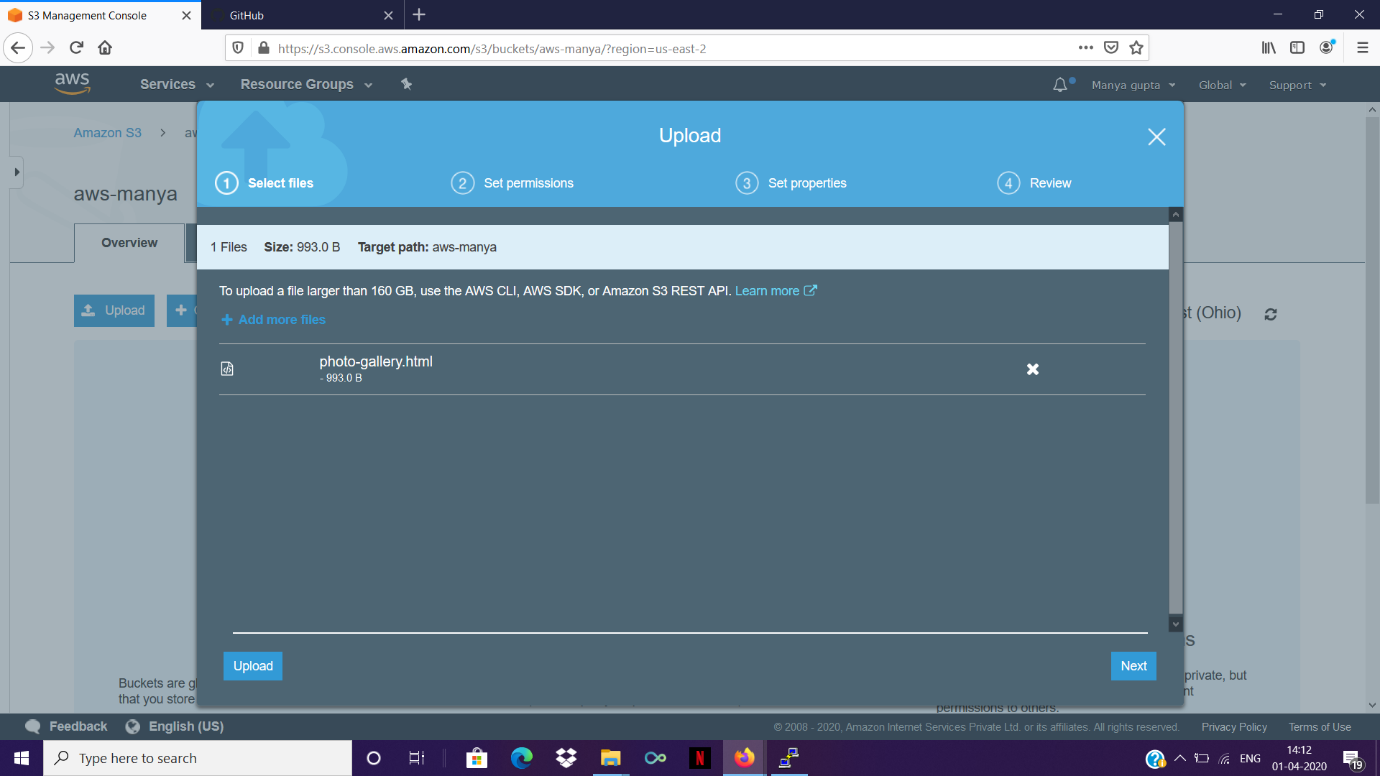 S3 Management Console
GitHub
https://s3.console.aws.amazon.com/s3/buckets/aws-manya/?region=us-east-2
aws
Services
Resource Groups
Manya gupta
Global
Support
Amazon S3 >
aws-manya
Overview
Upload
st (Ohio)
Upload
1 Select files
2 Set permissions
3 Set properties
4 Review
1 Files Size: 993.0 B Target path: aws-manya
To upload a file larger than 160 GB, use the AWS CLI, AWS SDK, or Amazon S3 REST API. Learn more
+ Add more files
photo-gallery.html
- 993.0 B
Upload
Next
Buckets are gl
that you store
s
private, but
nt
permissions to others.
Feedback
English (US)
© 2008 - 2020, Amazon Internet Services Private Ltd. or its affiliates. All rights reserved.
Privacy Policy
Terms of Use
Type here to search
N
ENG
14:12
01-04-2020
19